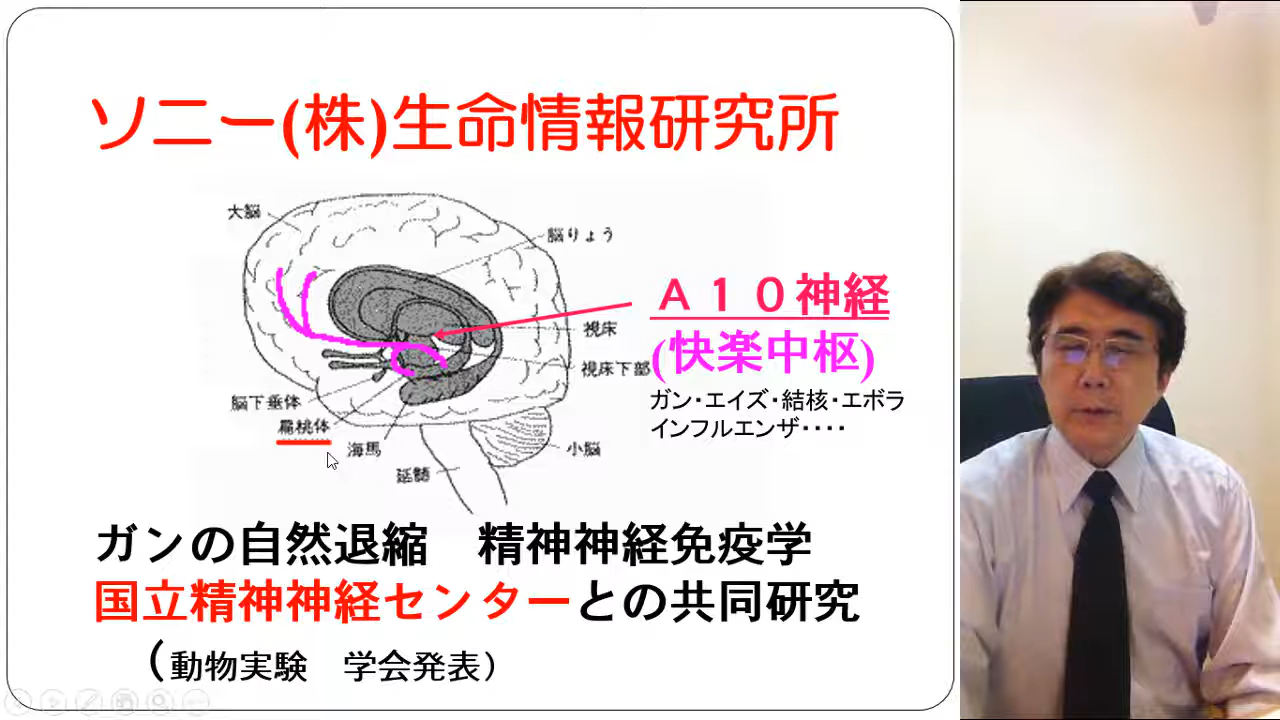 ソニー(株)生命情報研究所
大脳
脳りょう
A10神経
視床
(快楽中枢)
視床下部
脳下垂体
ガン・エイズ・結核・エボラ
扁桃体
インフルエンザ・・・・
海馬
小脳
延髄
ガンの自然退縮　精神神経免疫学
国立精神神経センターとの共同研究
(動物実験　学会発表)